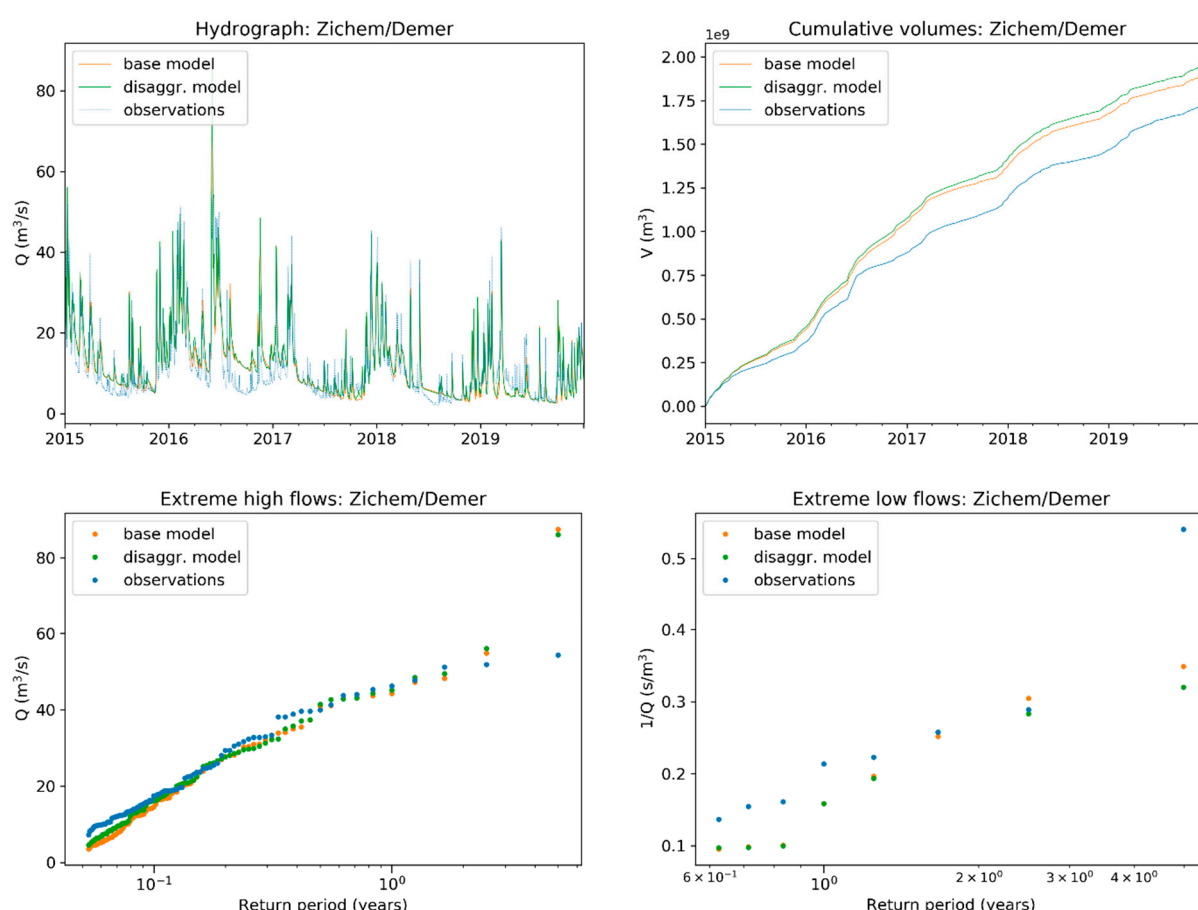 Hydrograph: Zichem/Demer
base model
disaggr. model
observations
Q (m³/s)
80
60
40
20
0
2015 2016 2017 2018 2019
Cumulative volumes: Zichem/Demer
1e9
base model
disaggr. model
observations
V (m³)
2.00
1.75
1.50
1.25
1.00
0.75
0.50
0.25
0.00
2015 2016 2017 2018 2019
Extreme high flows: Zichem/Demer
base model
disaggr. model
observations
Q (m³/s)
80
60
40
20
0
10⁻¹ 10⁰
Return period (years)
Extreme low flows: Zichem/Demer
base model
disaggr. model
observations
1/Q (s/m³)
0.5
0.4
0.3
0.2
0.1
6 × 10⁻¹ 10⁰ 2 × 10⁰ 3 × 10⁰ 4 × 10⁰
Return period (years)